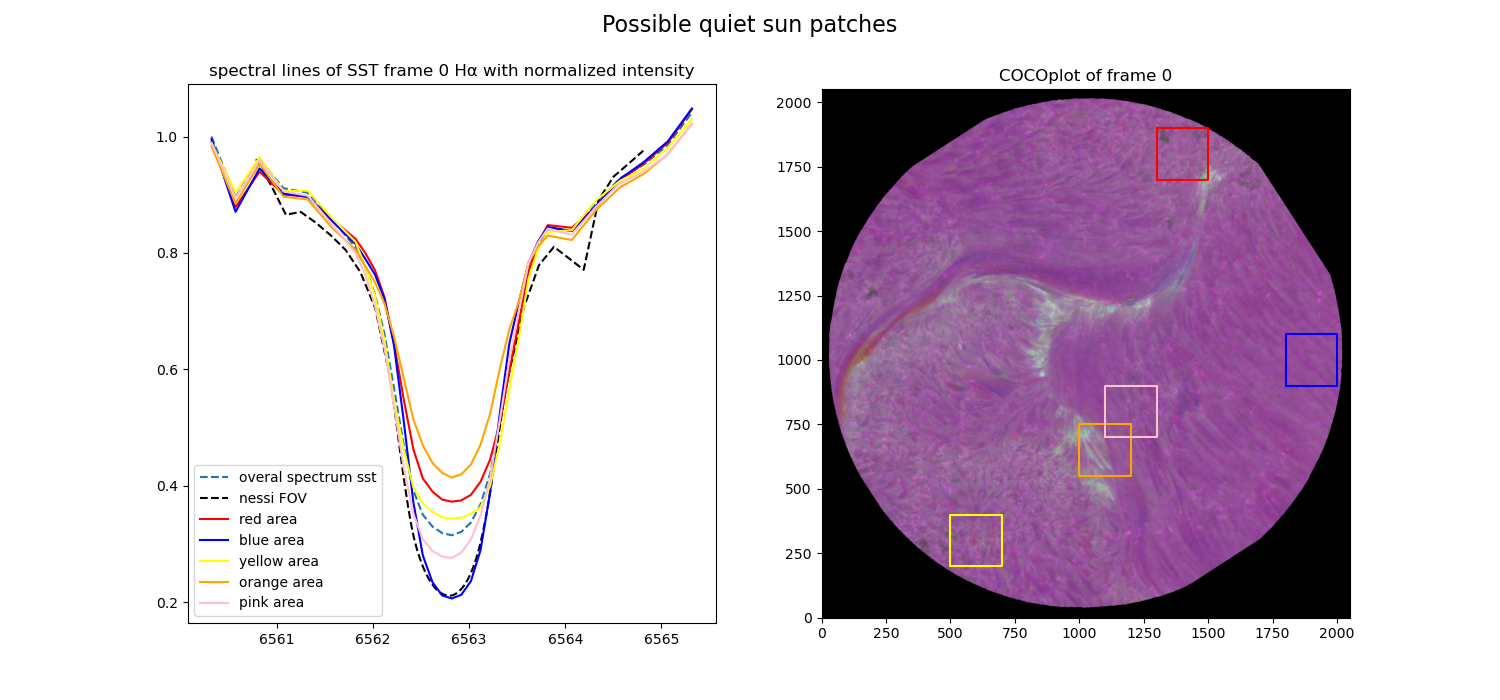 Possible quiet sun patches
spectral lines of SST frame 0 Hα with normalized intensity
1.0
0.8
0.6
0.4
0.2
6561 6562 6563 6564 6565
overal spectrum sst
nessi FOV
red area
blue area
yellow area
orange area
pink area
COCOplot of frame 0
2000
1750
1500
1250
1000
750
500
250
0
0 250 500 750 1000 1250 1500 1750 2000